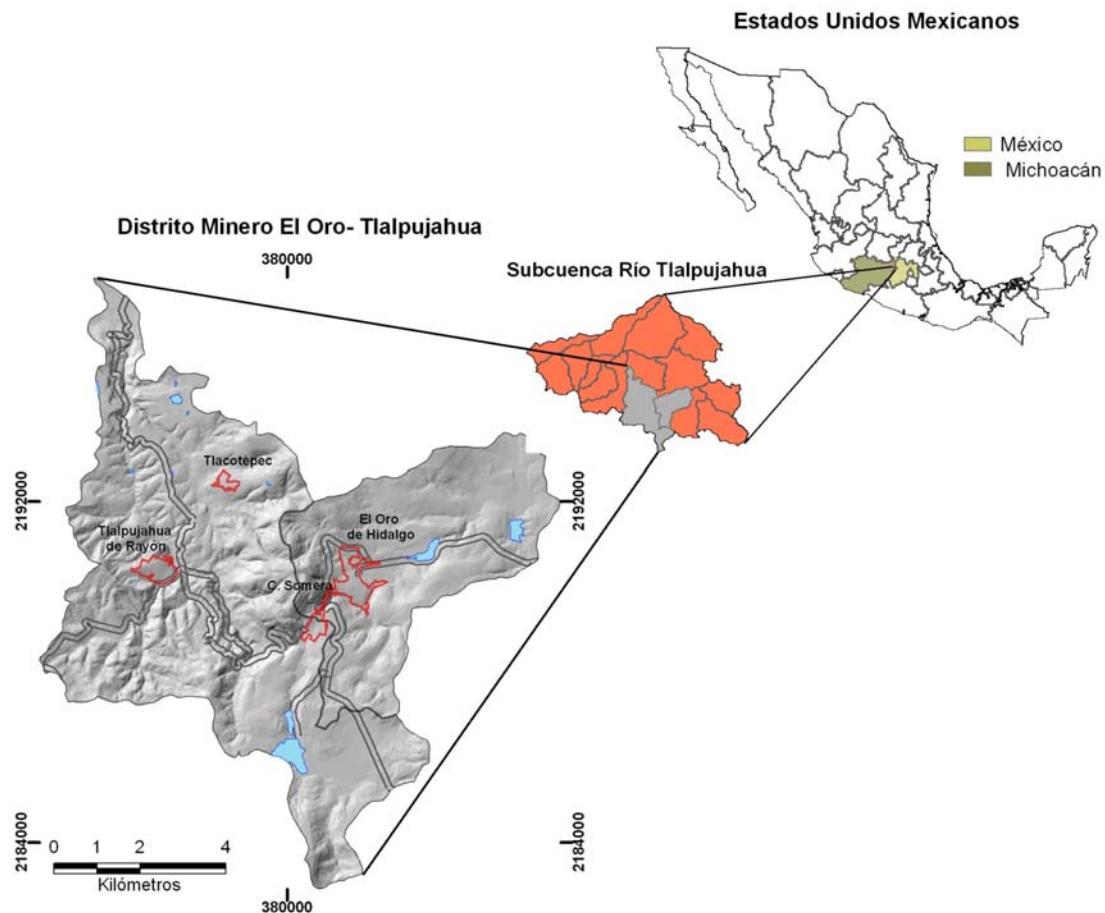 Estados Unidos Mexicanos
México
Michoacán
Distrito Minero El Oro- Tlalpujahua
380000
Subcuenca Río Tlalpujahua
2192000
2192000
Tlacotepec
El Oro
de Hidalgo
Tlalpujahua
de Rayón
C. Somera
2184000
2184000
0 1 2 4
Kilómetros
380000